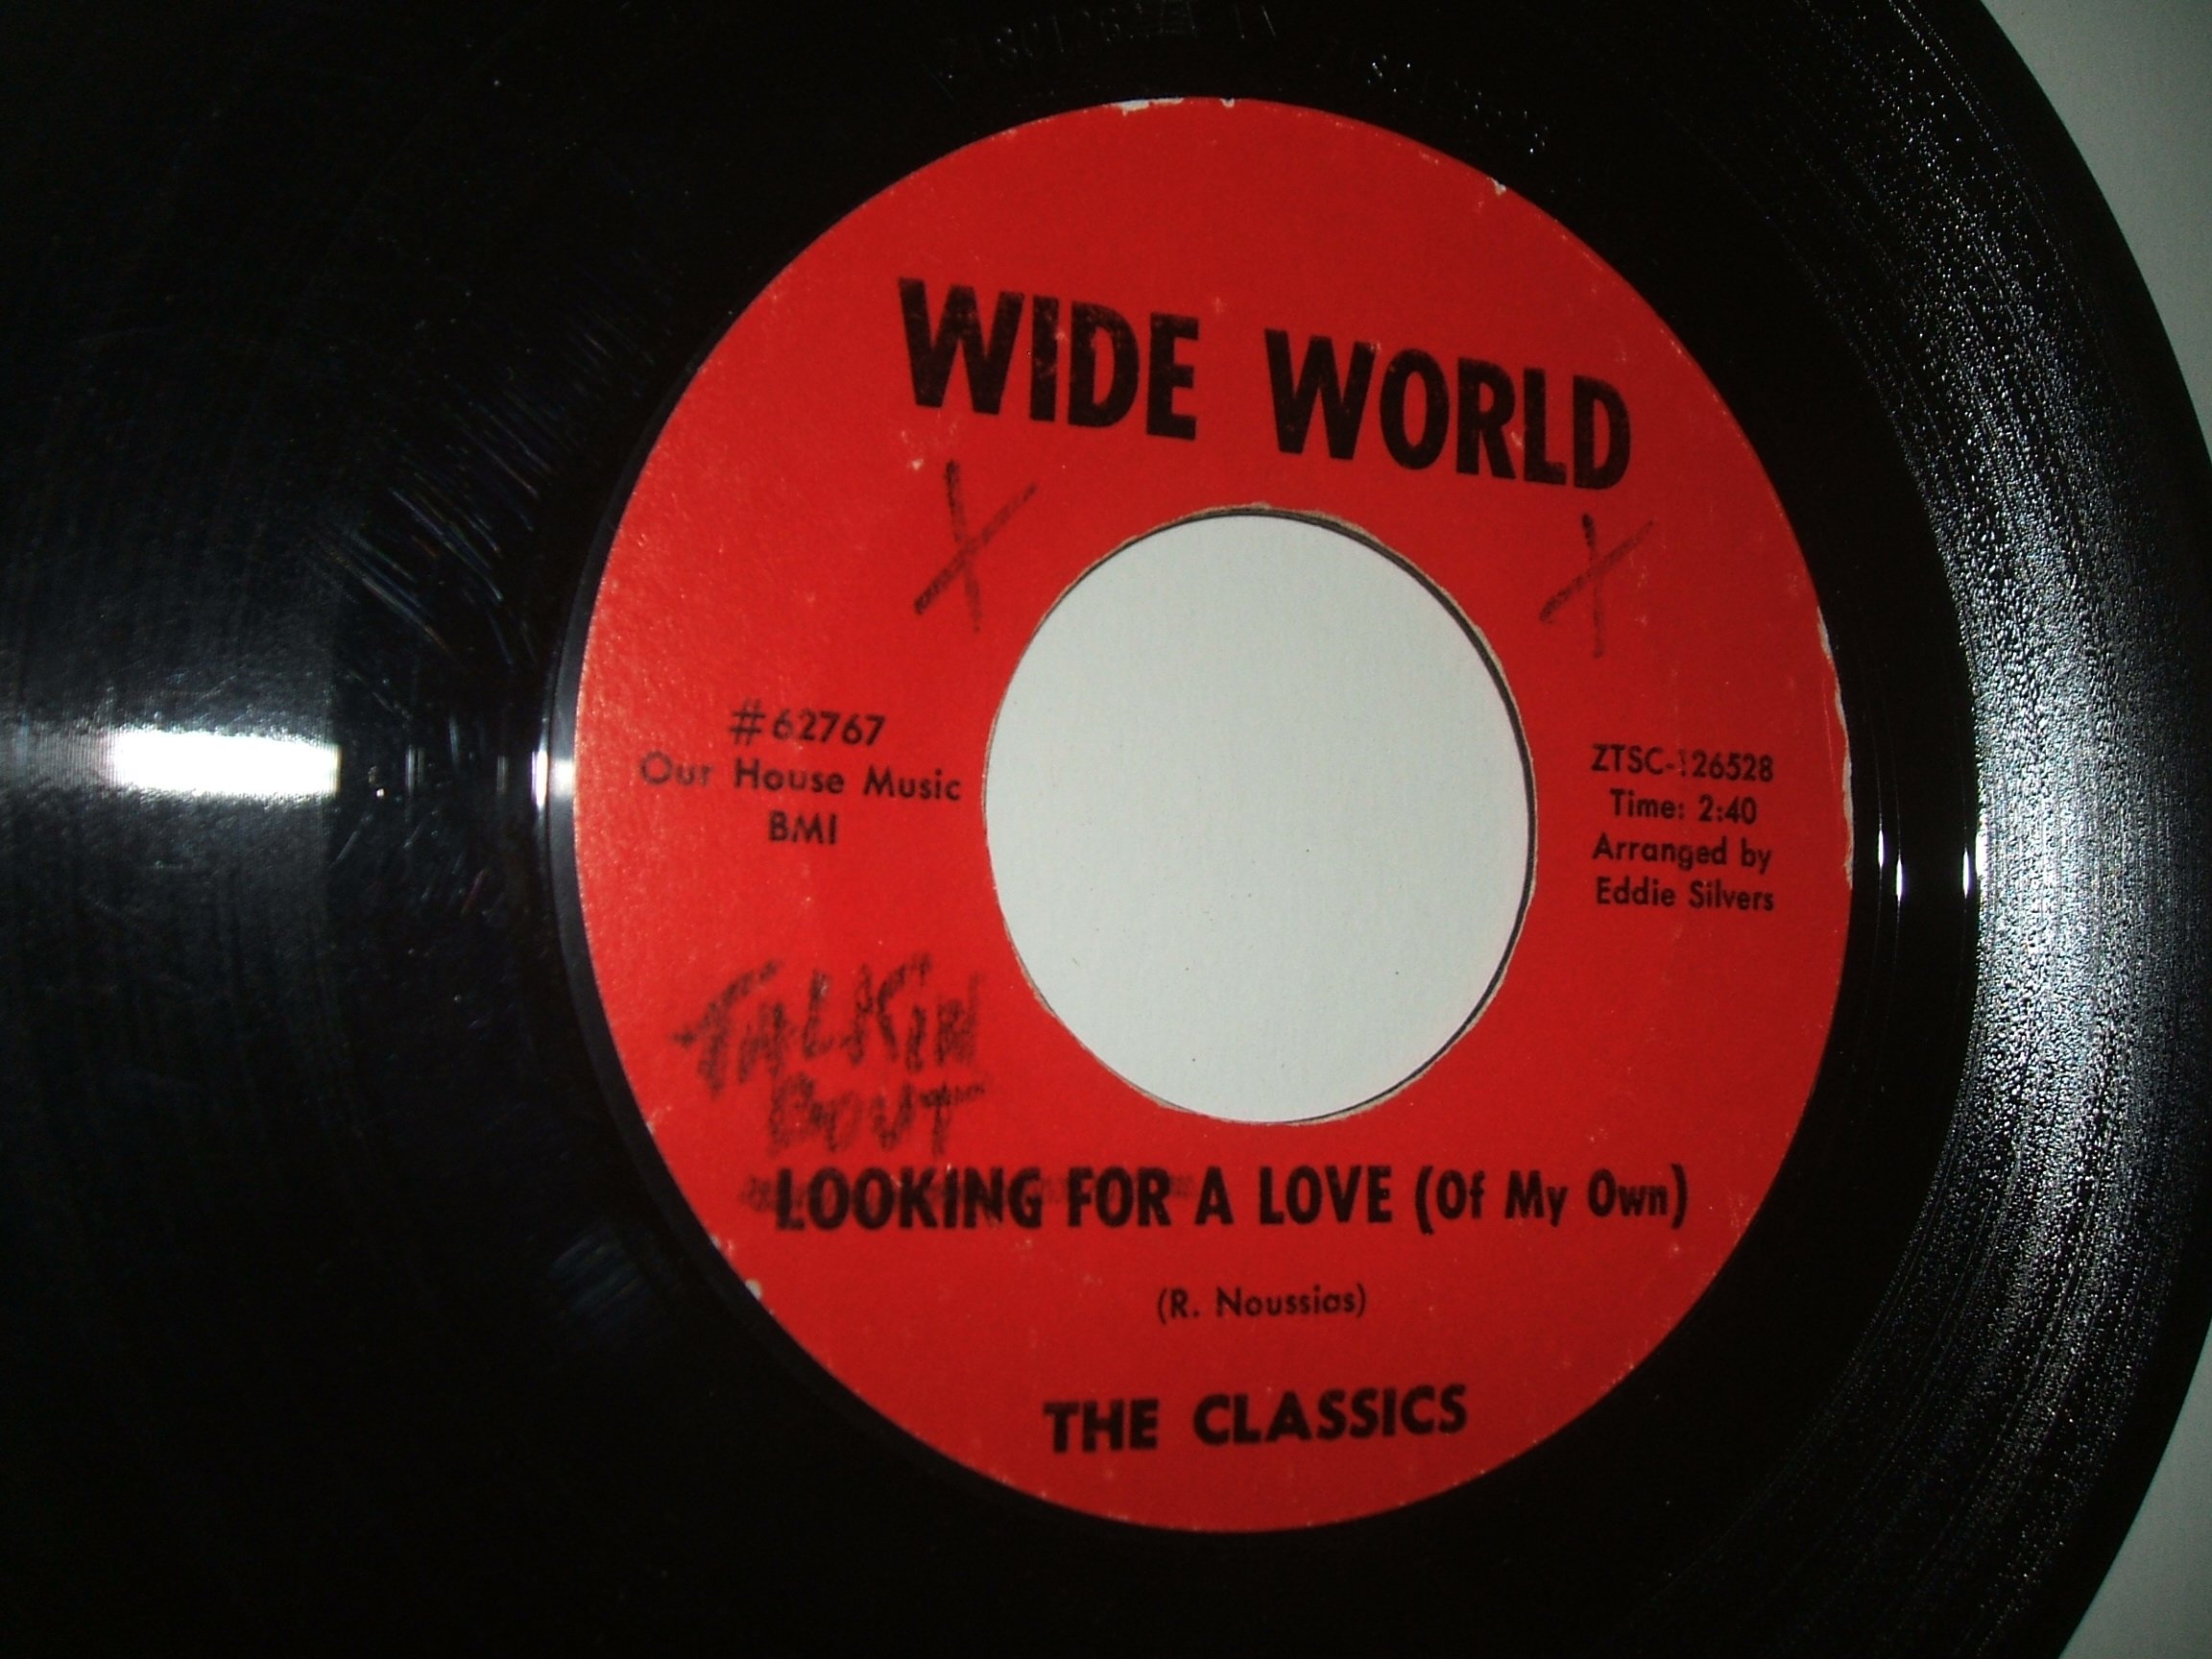 WIDE WORLD
X X
#62767
Our House Music
BMI
ZTSC-126528
Time: 2:40
Arranged by
Eddie Silvers
TALKIN
BOUT
LOOKING FOR A LOVE (Of My Own)
(R. Noussias)
THE CLASSICS